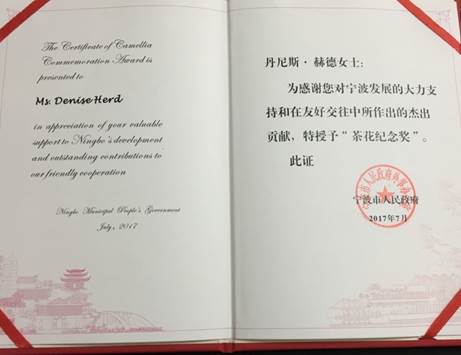 The Certificate of Camellia
Commemoration Award is
presented to
Ms. Denise Herd
in appreciation of your valuable
support to Ningbo's development
and outstanding contributions to
our friendly cooperation
Ningbo Municipal People's Government
July, 2017
丹尼斯·赫德女士:
为感谢您对宁波发展的大力支
持和在友好交往中所作出的杰出
贡献,特授予“茶花纪念奖”。
此证
宁波市人民政府
2017年7月